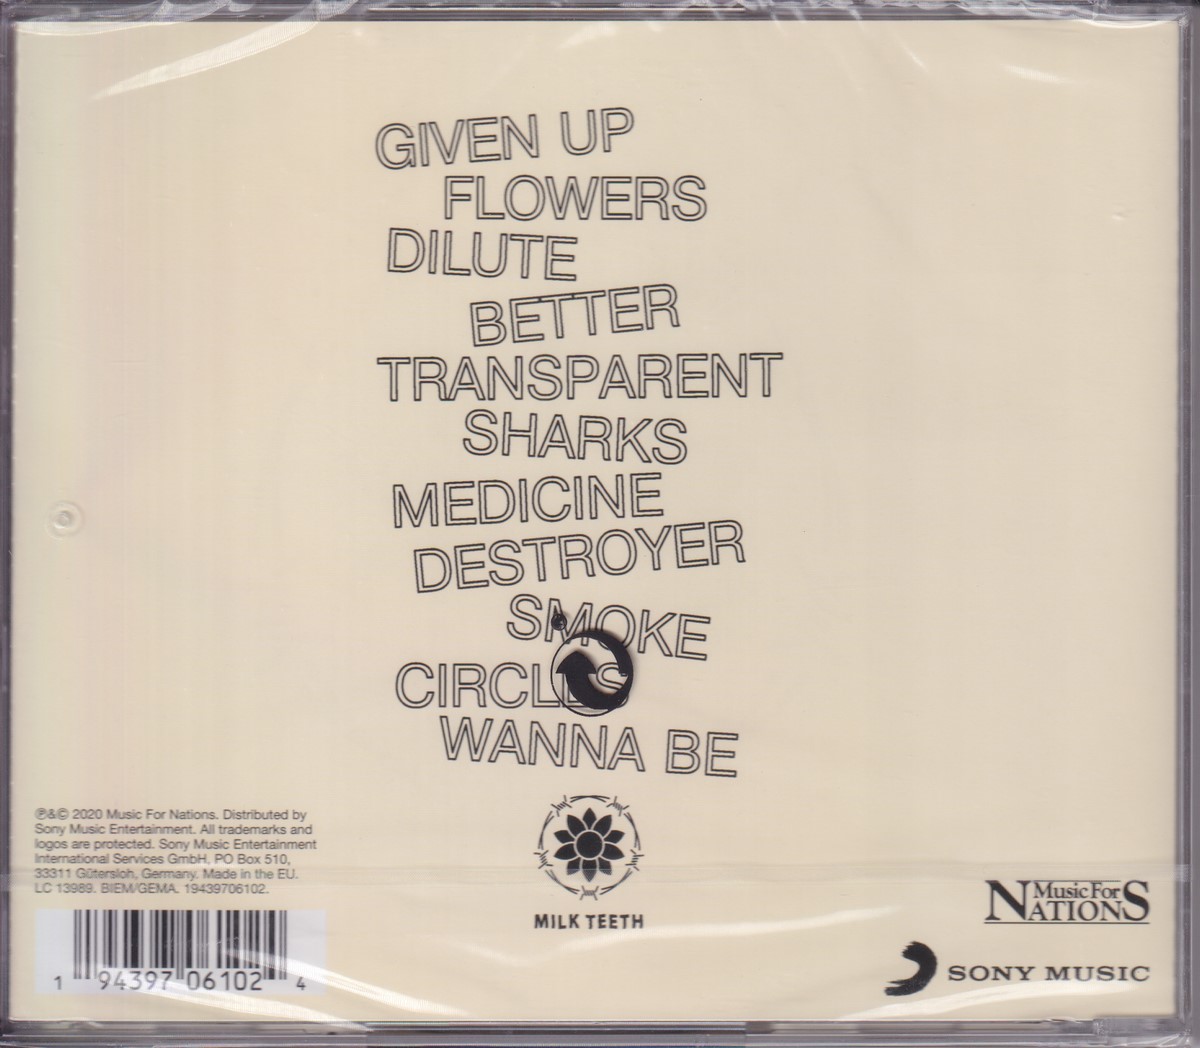 GIVEN UP
FLOWERS
DILUTE
BETTER
TRANSPARENT
SHARKS
MEDICINE
DESTROYER
SMOKE
CIRCLES
WANNA BE
MILK TEETH
℗&© 2020 Music For Nations. Distributed by
Sony Music Entertainment. All trademarks and
logos are protected. Sony Music Entertainment
International Services GmbH, PO Box 510,
33311 Gütersloh, Germany. Made in the EU.
LC 13989. BIEM/GEMA. 19439706102.
1 94397 06102 4
Music For
NATIONS
SONY MUSIC